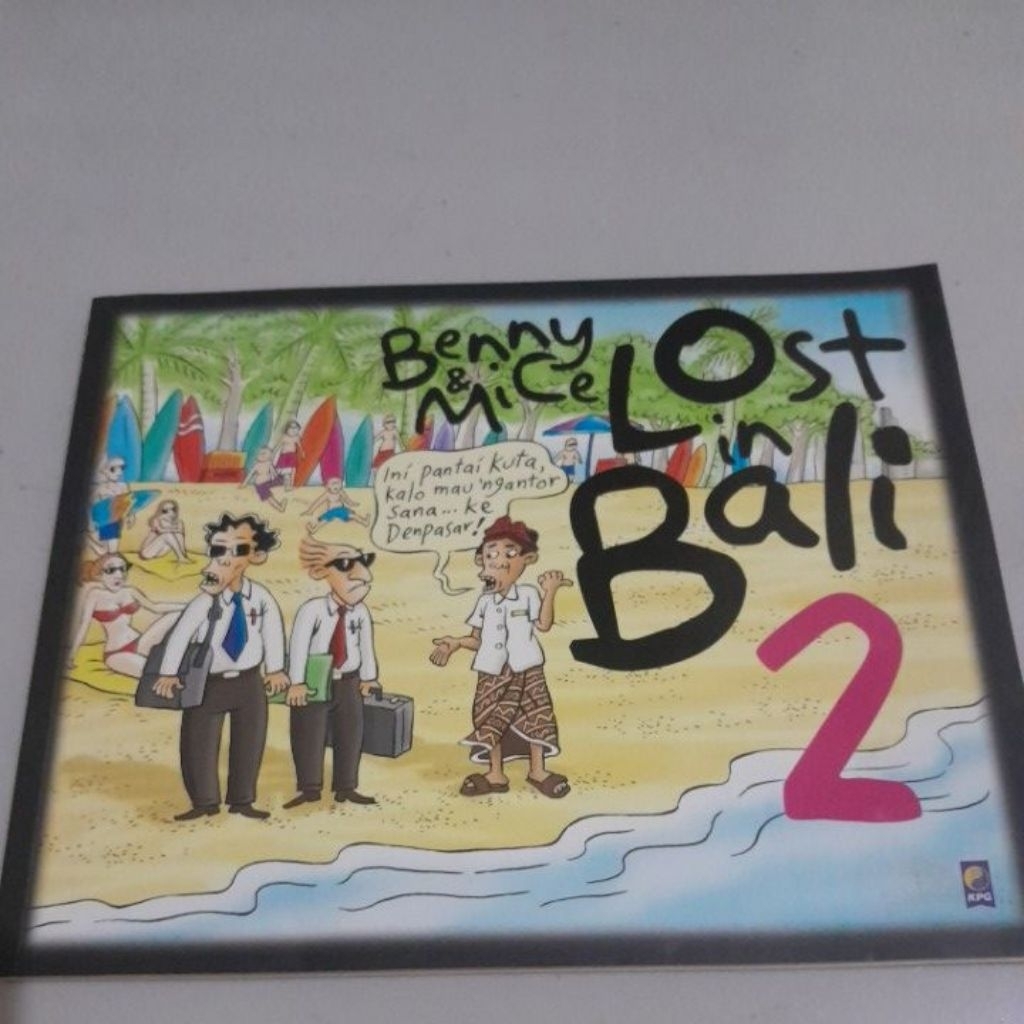 Benny
& Mice
Lost
in
Bali
2
Ini pantai Kuta,
kalo mau 'ngantor
sana... ke
Denpasar!
KPG